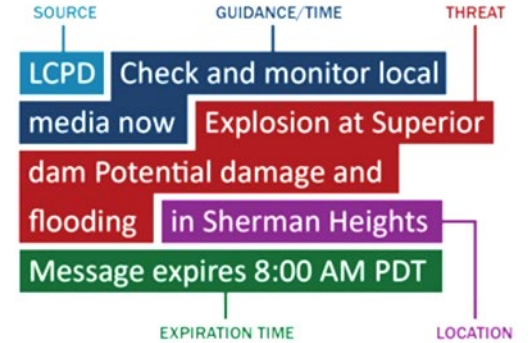 SOURCE GUIDANCE/TIME THREAT
LCPD Check and monitor local
media now Explosion at Superior
dam Potential damage and
flooding in Sherman Heights
Message expires 8:00 AM PDT
EXPIRATION TIME LOCATION